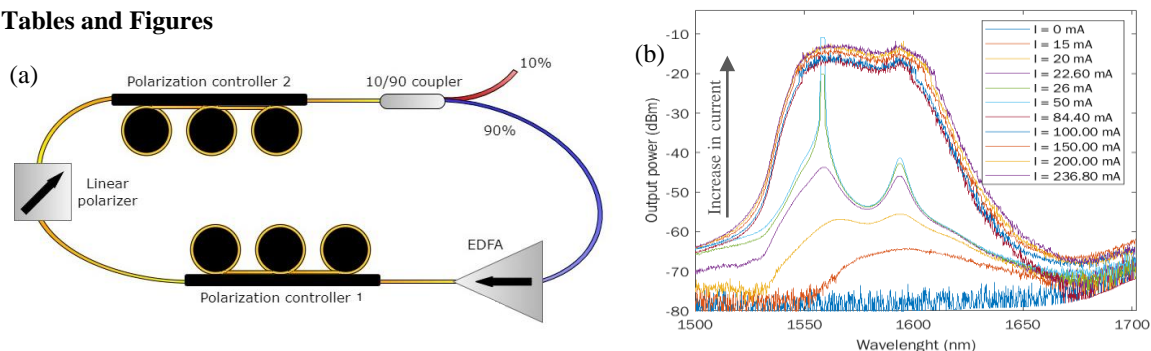 Tables and Figures
(a)
Polarization controller 2
10/90 coupler
10%
90%
Linear
polarizer
EDFA
Polarization controller 1
(b)
Output power (dBm)
-10
-20
-30
-40
-50
-60
-70
-80
Increase in current
I = 0 mA
I = 15 mA
I = 20 mA
I = 22.60 mA
I = 26 mA
I = 50 mA
I = 84.40 mA
I = 100.00 mA
I = 150.00 mA
I = 200.00 mA
I = 236.80 mA
1500
1550
1600
1650
1700
Wavelenght (nm)